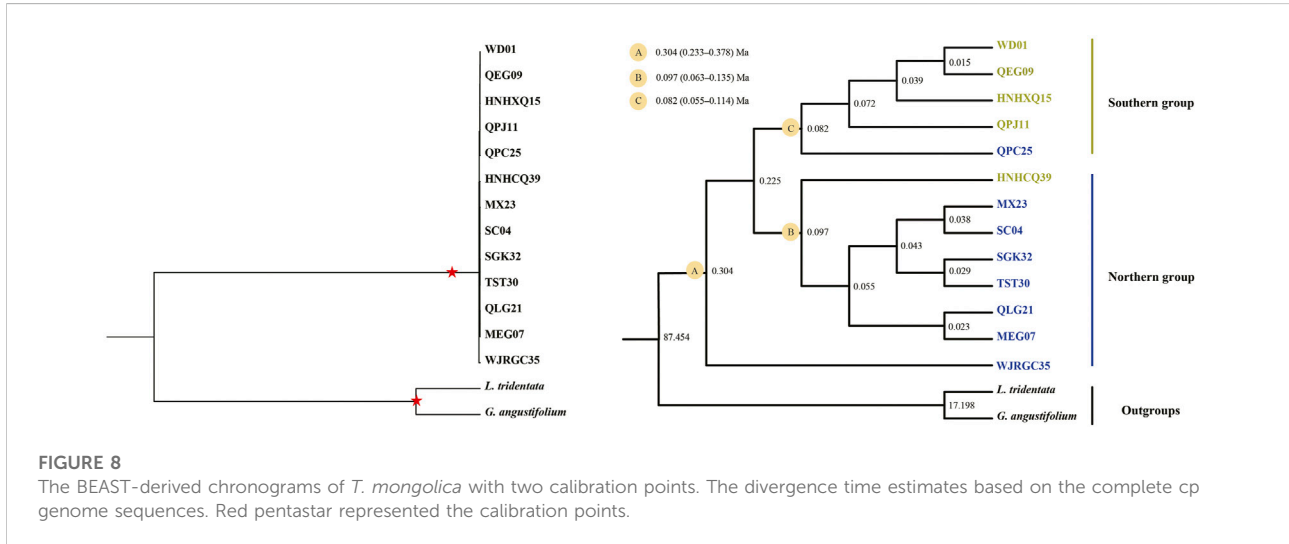 WD01
QEG09
HNHXQ15
QPJ11
QPC25
HNHCQ39
MX23
SC04
SGK32
TST30
QLG21
MEG07
WJRGC35
L. tridentata
G. angustifolium
A 0.304 (0.233–0.378) Ma
B 0.097 (0.063–0.135) Ma
C 0.082 (0.055–0.114) Ma
WD01
0.015
QEG09
0.039
HNHXQ15
0.072
QPJ11
C 0.082
QPC25
Southern group
0.225
HNHCQ39
B 0.097
MX23
0.038
SC04
0.043
SGK32
0.029
TST30
0.055
QLG21
0.023
MEG07
Northern group
A 0.304
WJRGC35
87.454
L. tridentata
17.198
G. angustifolium
Outgroups
FIGURE 8
The BEAST-derived chronograms of T. mongolica with two calibration points. The divergence time estimates based on the complete cp
genome sequences. Red pentastar represented the calibration points.